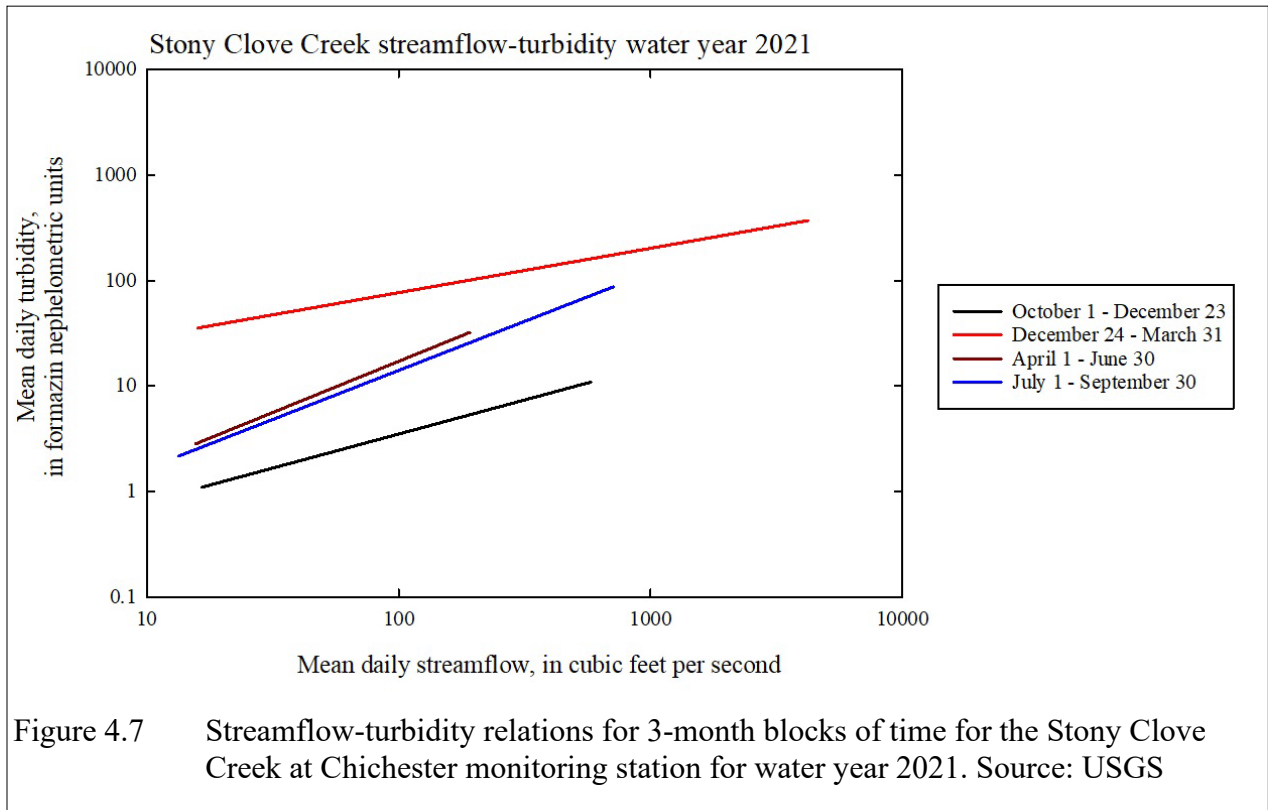 Stony Clove Creek streamflow-turbidity water year 2021
10000
1000
100
10
1
0.1
Mean daily turbidity,
in formazin nephelometric units
10
100
1000
10000
Mean daily streamflow, in cubic feet per second
October 1 - December 23
December 24 - March 31
April 1 - June 30
July 1 - September 30
Figure 4.7 Streamflow-turbidity relations for 3-month blocks of time for the Stony Clove
Creek at Chichester monitoring station for water year 2021. Source: USGS